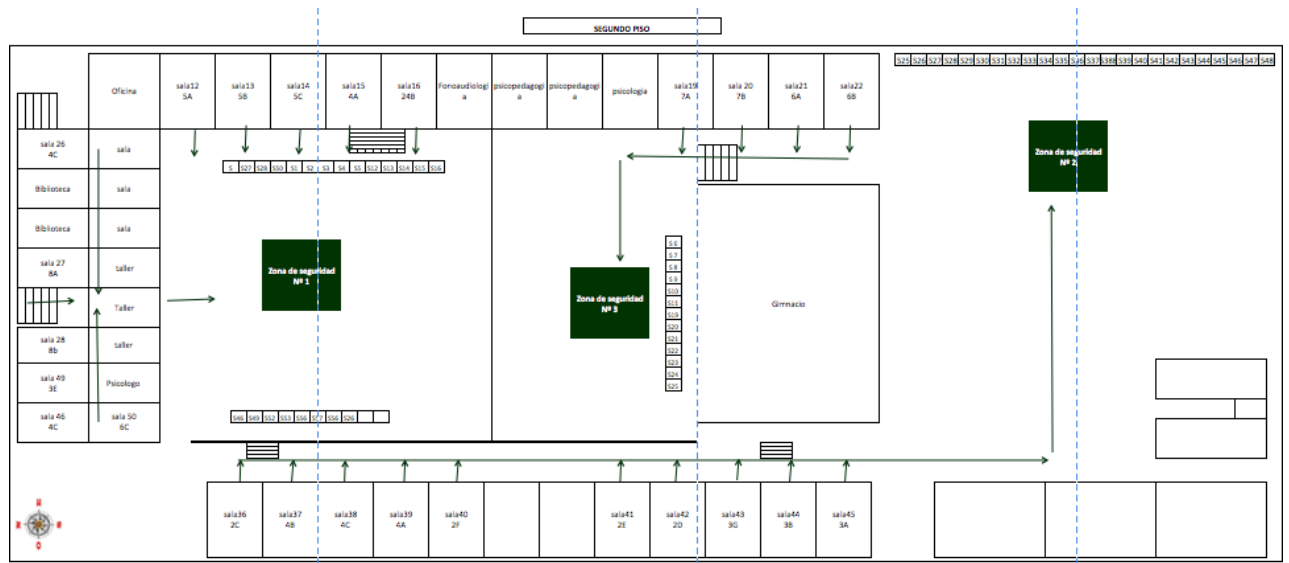 SEGUNDO PISO
S25 S26 S27 S28 S29 S30 S31 S32 S33 S34 S35 S36 S37 S38 S39 S40 S41 S42 S43 S44 S45 S46 S47 S48
Oficina
sala12
5A
sala13
5B
sala14
5C
sala15
4A
sala16
24B
Fonoaudiologi
a
psicopedagogi
a
psicopedagogi
a
psicologia
sala19
7A
sala 20
7B
sala21
6A
sala22
6B
sala 26
4C
sala
Biblioteca
sala
Biblioteca
sala
sala 27
8A
taller
Taller
sala 28
8b
taller
sala 49
3E
Psicologo
sala 46
4C
sala 50
6C
S S27 S28 S50 S1 S2 S3 S4 S5 S12 S13 S14 S15 S16
Zona de seguridad
Nº 1
Zona de seguridad
Nº 3
Zona de seguridad
Nº 2
S 6
S 7
S 8
S 9
S10
S11
S19
S20
S21
S22
S23
S24
S25
Gimnacio
S46 S49 S52 S53 S56 S57 S56 S26
sala36
2C
sala37
4B
sala38
4C
sala39
4A
sala40
2F
sala41
2E
sala42
2D
sala43
3G
sala44
3B
sala45
3A